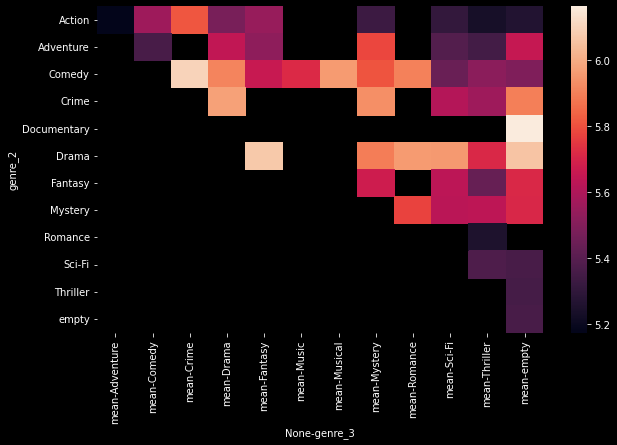 genre_2
Action
Adventure
Comedy
Crime
Documentary
Drama
Fantasy
Mystery
Romance
Sci-Fi
Thriller
empty
mean-Adventure
mean-Comedy
mean-Crime
mean-Drama
mean-Fantasy
mean-Music
mean-Musical
mean-Mystery
mean-Romance
mean-Sci-Fi
mean-Thriller
mean-empty
None-genre_3
6.0
5.8
5.6
5.4
5.2